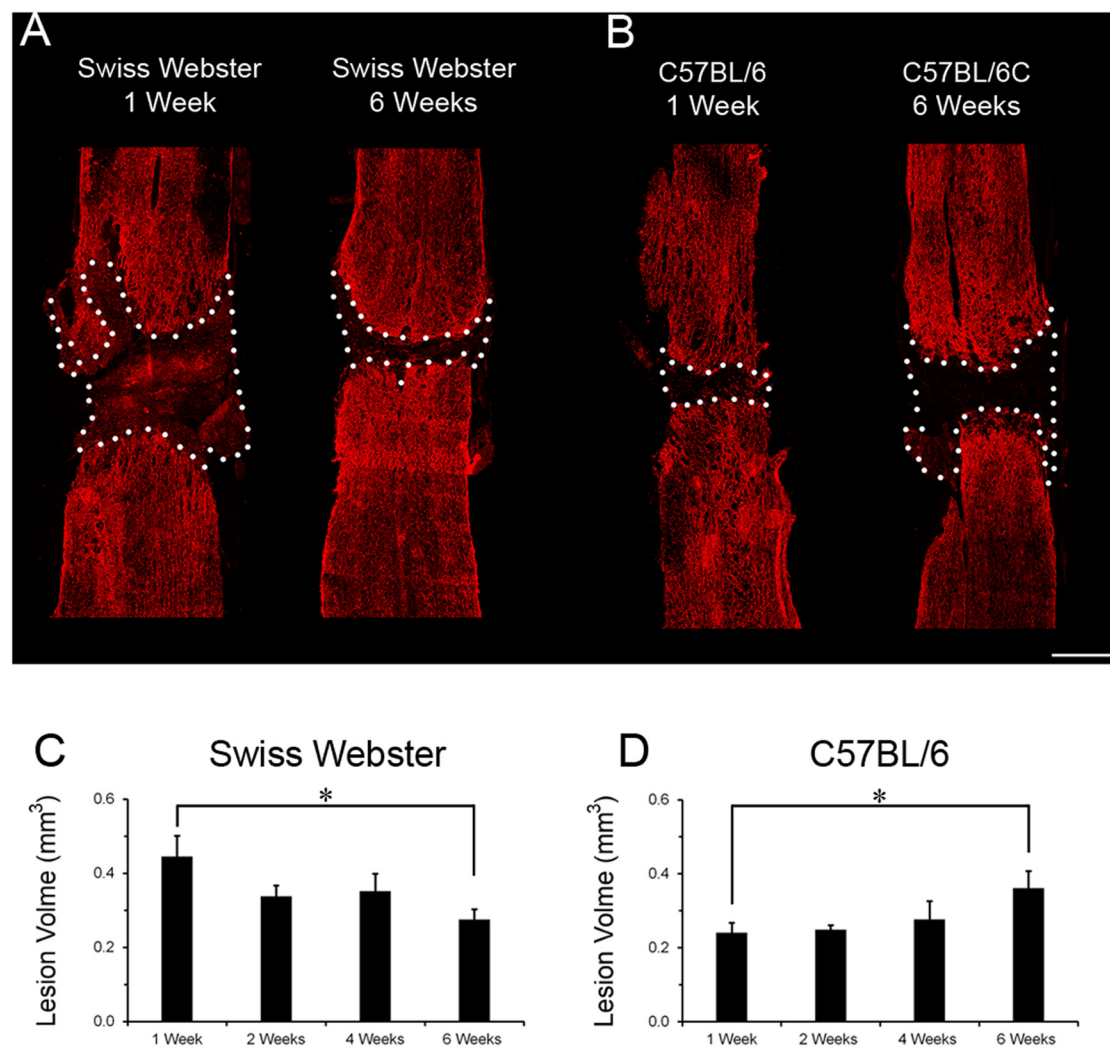 A
Swiss Webster
1 Week
Swiss Webster
6 Weeks
B
C57BL/6
1 Week
C57BL/6C
6 Weeks
C
Swiss Webster
Lesion Volme (mm³)
0.6
0.4
0.2
0.0
*
1 Week
2 Weeks
4 Weeks
6 Weeks
D
C57BL/6
Lesion Volme (mm³)
0.6
0.4
0.2
0.0
*
1 Week
2 Weeks
4 Weeks
6 Weeks